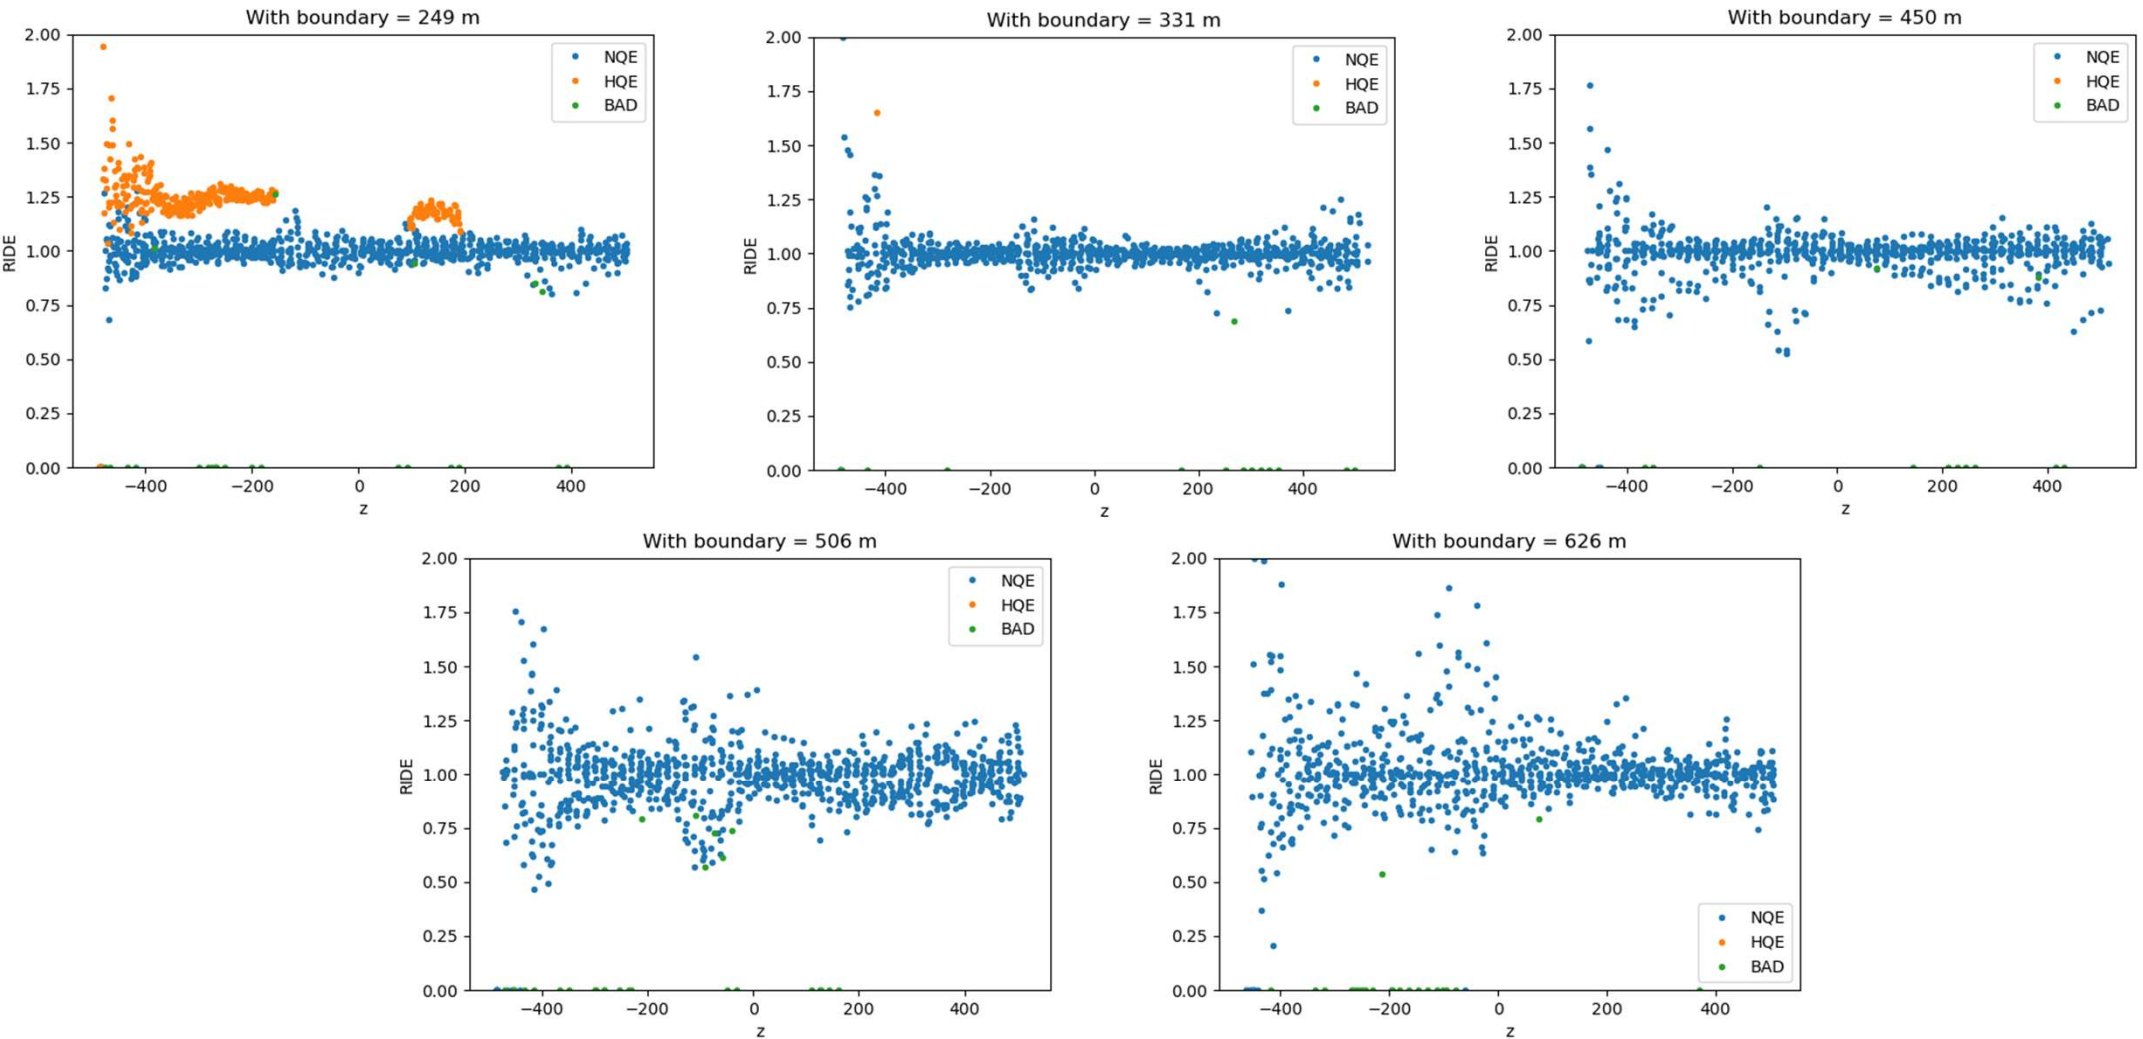 With boundary = 249 m
2.00
1.75
1.50
1.25
1.00
0.75
0.50
0.25
0.00
RIDE
NQE
HQE
BAD
−400 −200 0 200 400
z
With boundary = 331 m
2.00
1.75
1.50
1.25
1.00
0.75
0.50
0.25
0.00
RIDE
NQE
HQE
BAD
−400 −200 0 200 400
z
With boundary = 450 m
2.00
1.75
1.50
1.25
1.00
0.75
0.50
0.25
0.00
RIDE
NQE
HQE
BAD
−400 −200 0 200 400
z
With boundary = 506 m
2.00
1.75
1.50
1.25
1.00
0.75
0.50
0.25
0.00
RIDE
NQE
HQE
BAD
−400 −200 0 200 400
z
With boundary = 626 m
2.00
1.75
1.50
1.25
1.00
0.75
0.50
0.25
0.00
RIDE
NQE
HQE
BAD
−400 −200 0 200 400
z